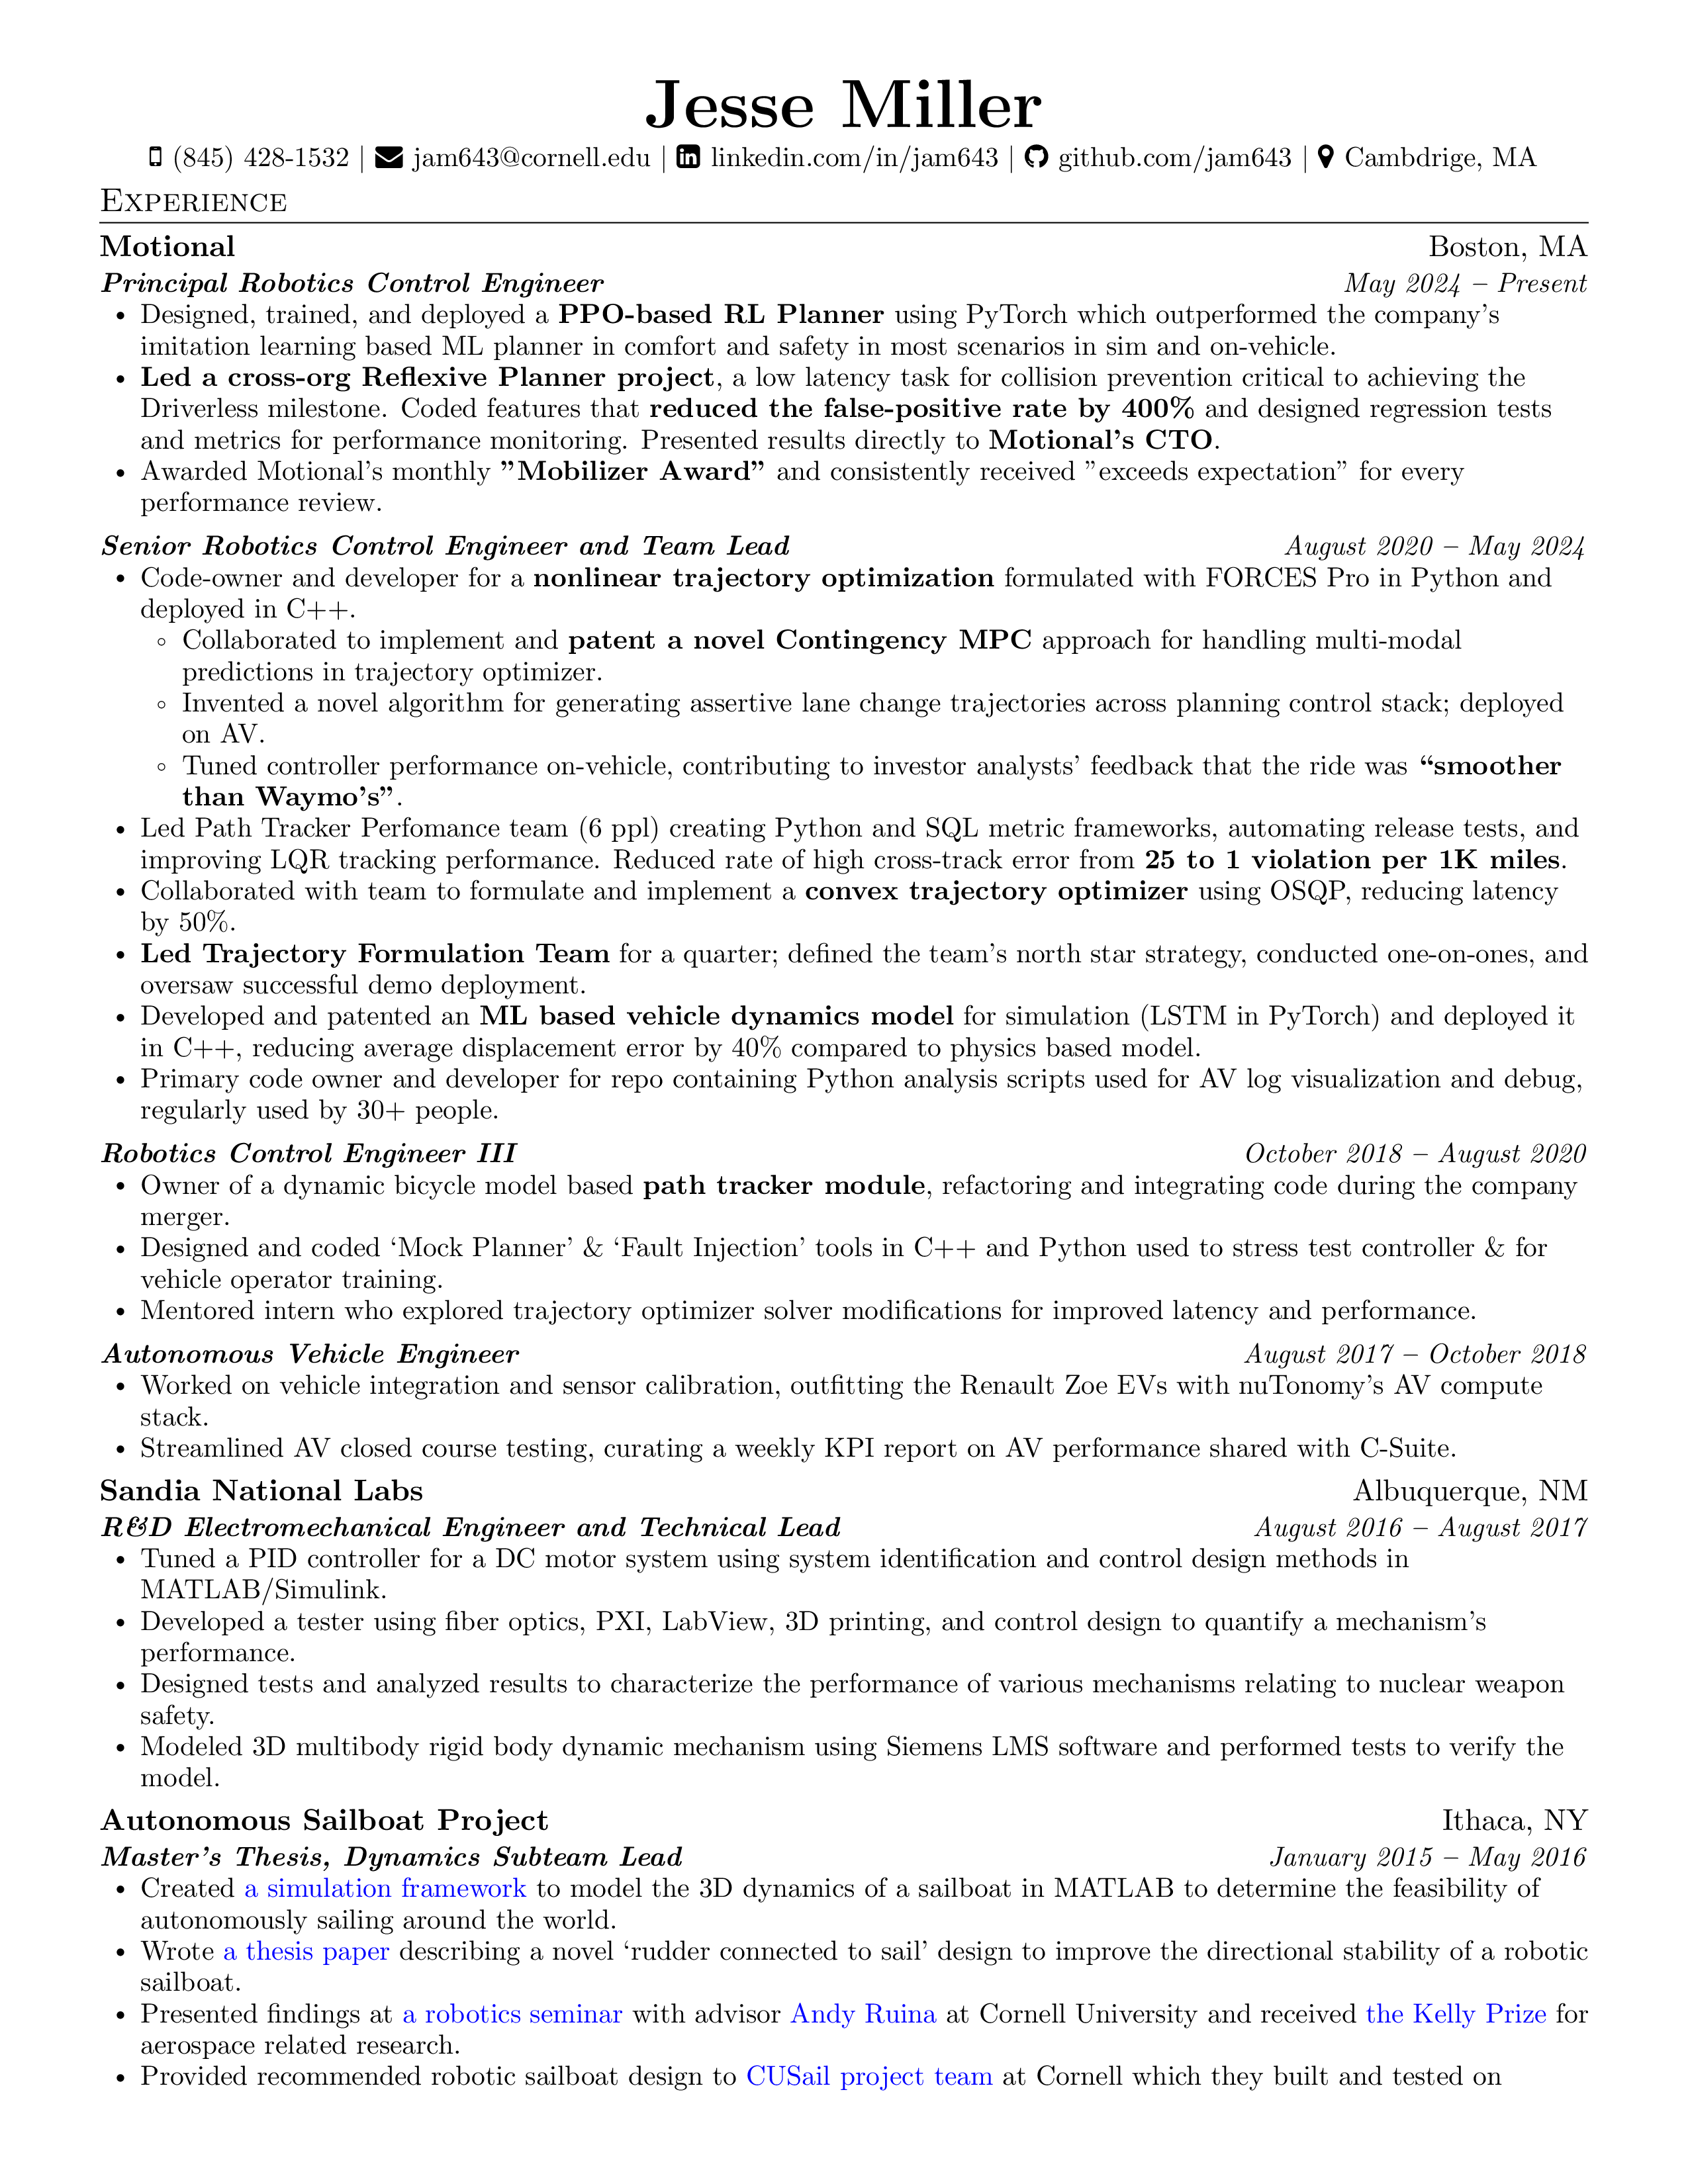 Jesse Miller
(845) 428-1532 | jam643@cornell.edu | linkedin.com/in/jam643 | github.com/jam643 | Cambdrige, MA
Experience
Motional Boston, MA
Principal Robotics Control Engineer May 2024 – Present
• Designed, trained, and deployed a PPO-based RL Planner using PyTorch which outperformed the company's
imitation learning based ML planner in comfort and safety in most scenarios in sim and on-vehicle.
• Led a cross-org Reflexive Planner project, a low latency task for collision prevention critical to achieving the
Driverless milestone. Coded features that reduced the false-positive rate by 400% and designed regression tests
and metrics for performance monitoring. Presented results directly to Motional's CTO.
• Awarded Motional's monthly ”Mobilizer Award” and consistently received ”exceeds expectation” for every
performance review.
Senior Robotics Control Engineer and Team Lead August 2020 – May 2024
• Code-owner and developer for a nonlinear trajectory optimization formulated with FORCES Pro in Python and
deployed in C++.
◦ Collaborated to implement and patent a novel Contingency MPC approach for handling multi-modal
predictions in trajectory optimizer.
◦ Invented a novel algorithm for generating assertive lane change trajectories across planning control stack; deployed
on AV.
◦ Tuned controller performance on-vehicle, contributing to investor analysts' feedback that the ride was “smoother
than Waymo's”.
• Led Path Tracker Perfomance team (6 ppl) creating Python and SQL metric frameworks, automating release tests, and
improving LQR tracking performance. Reduced rate of high cross-track error from 25 to 1 violation per 1K miles.
• Collaborated with team to formulate and implement a convex trajectory optimizer using OSQP, reducing latency
by 50%.
• Led Trajectory Formulation Team for a quarter; defined the team's north star strategy, conducted one-on-ones, and
oversaw successful demo deployment.
• Developed and patented an ML based vehicle dynamics model for simulation (LSTM in PyTorch) and deployed it
in C++, reducing average displacement error by 40% compared to physics based model.
• Primary code owner and developer for repo containing Python analysis scripts used for AV log visualization and debug,
regularly used by 30+ people.
Robotics Control Engineer III October 2018 – August 2020
• Owner of a dynamic bicycle model based path tracker module, refactoring and integrating code during the company
merger.
• Designed and coded ‘Mock Planner’ & ‘Fault Injection’ tools in C++ and Python used to stress test controller & for
vehicle operator training.
• Mentored intern who explored trajectory optimizer solver modifications for improved latency and performance.
Autonomous Vehicle Engineer August 2017 – October 2018
• Worked on vehicle integration and sensor calibration, outfitting the Renault Zoe EVs with nuTonomy's AV compute
stack.
• Streamlined AV closed course testing, curating a weekly KPI report on AV performance shared with C-Suite.
Sandia National Labs Albuquerque, NM
R&D Electromechanical Engineer and Technical Lead August 2016 – August 2017
• Tuned a PID controller for a DC motor system using system identification and control design methods in
MATLAB/Simulink.
• Developed a tester using fiber optics, PXI, LabView, 3D printing, and control design to quantify a mechanism's
performance.
• Designed tests and analyzed results to characterize the performance of various mechanisms relating to nuclear weapon
safety.
• Modeled 3D multibody rigid body dynamic mechanism using Siemens LMS software and performed tests to verify the
model.
Autonomous Sailboat Project Ithaca, NY
Master's Thesis, Dynamics Subteam Lead January 2015 – May 2016
• Created a simulation framework to model the 3D dynamics of a sailboat in MATLAB to determine the feasibility of
autonomously sailing around the world.
• Wrote a thesis paper describing a novel ‘rudder connected to sail’ design to improve the directional stability of a robotic
sailboat.
• Presented findings at a robotics seminar with advisor Andy Ruina at Cornell University and received the Kelly Prize for
aerospace related research.
• Provided recommended robotic sailboat design to CUSail project team at Cornell which they built and tested on